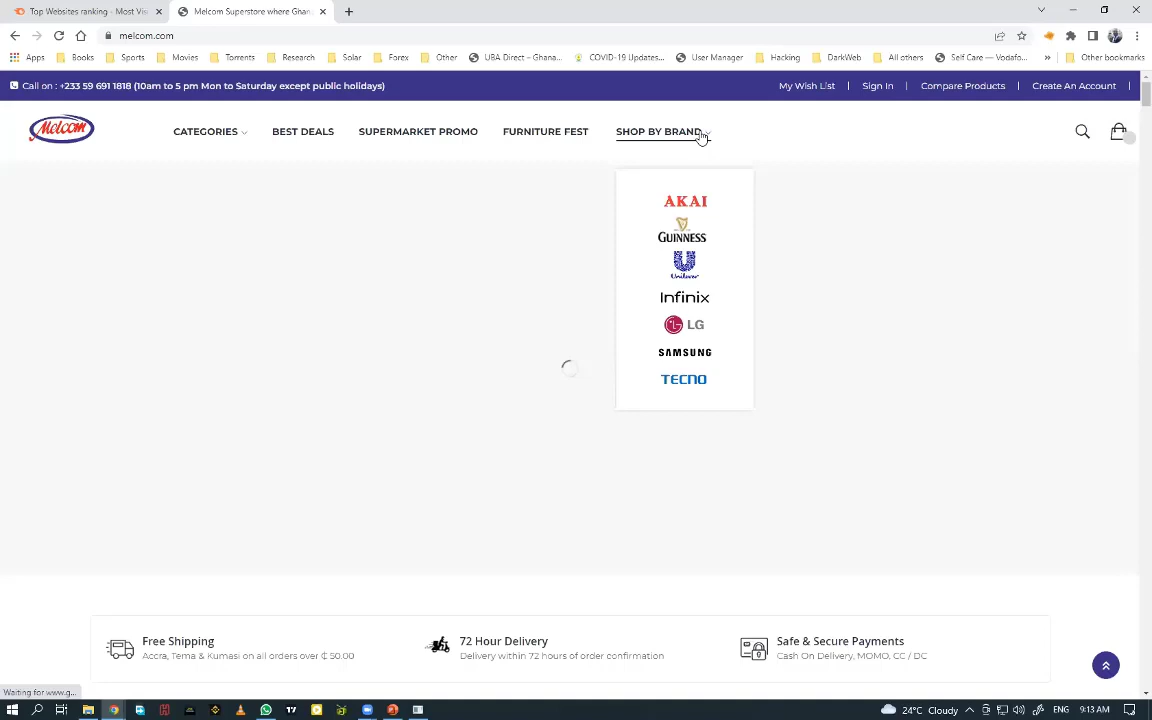 Top Websites ranking - Most Vis
Melcom Superstore where Ghan
melcom.com
Apps Books Sports Movies Torrents Research Solar Forex Other UBA Direct – Ghana... COVID-19 Updates... User Manager Hacking DarkWeb All others Self Care — Vodafo... » Other bookmarks
Call on : +233 59 691 1818 (10am to 5 pm Mon to Saturday except public holidays)
My Wish List | Sign In | Compare Products | Create An Account |
Melcom
CATEGORIES BEST DEALS SUPERMARKET PROMO FURNITURE FEST SHOP BY BRAND
AKAI
GUINNESS
Unilever
Infinix
LG
SAMSUNG
TECNO
Free Shipping
Accra, Tema & Kumasi on all orders over ₵ 50.00
72 Hour Delivery
Delivery within 72 hours of order confirmation
Safe & Secure Payments
Cash On Delivery, MOMO, CC / DC
Waiting for www.g...
24°C Cloudy ENG 9:13 AM